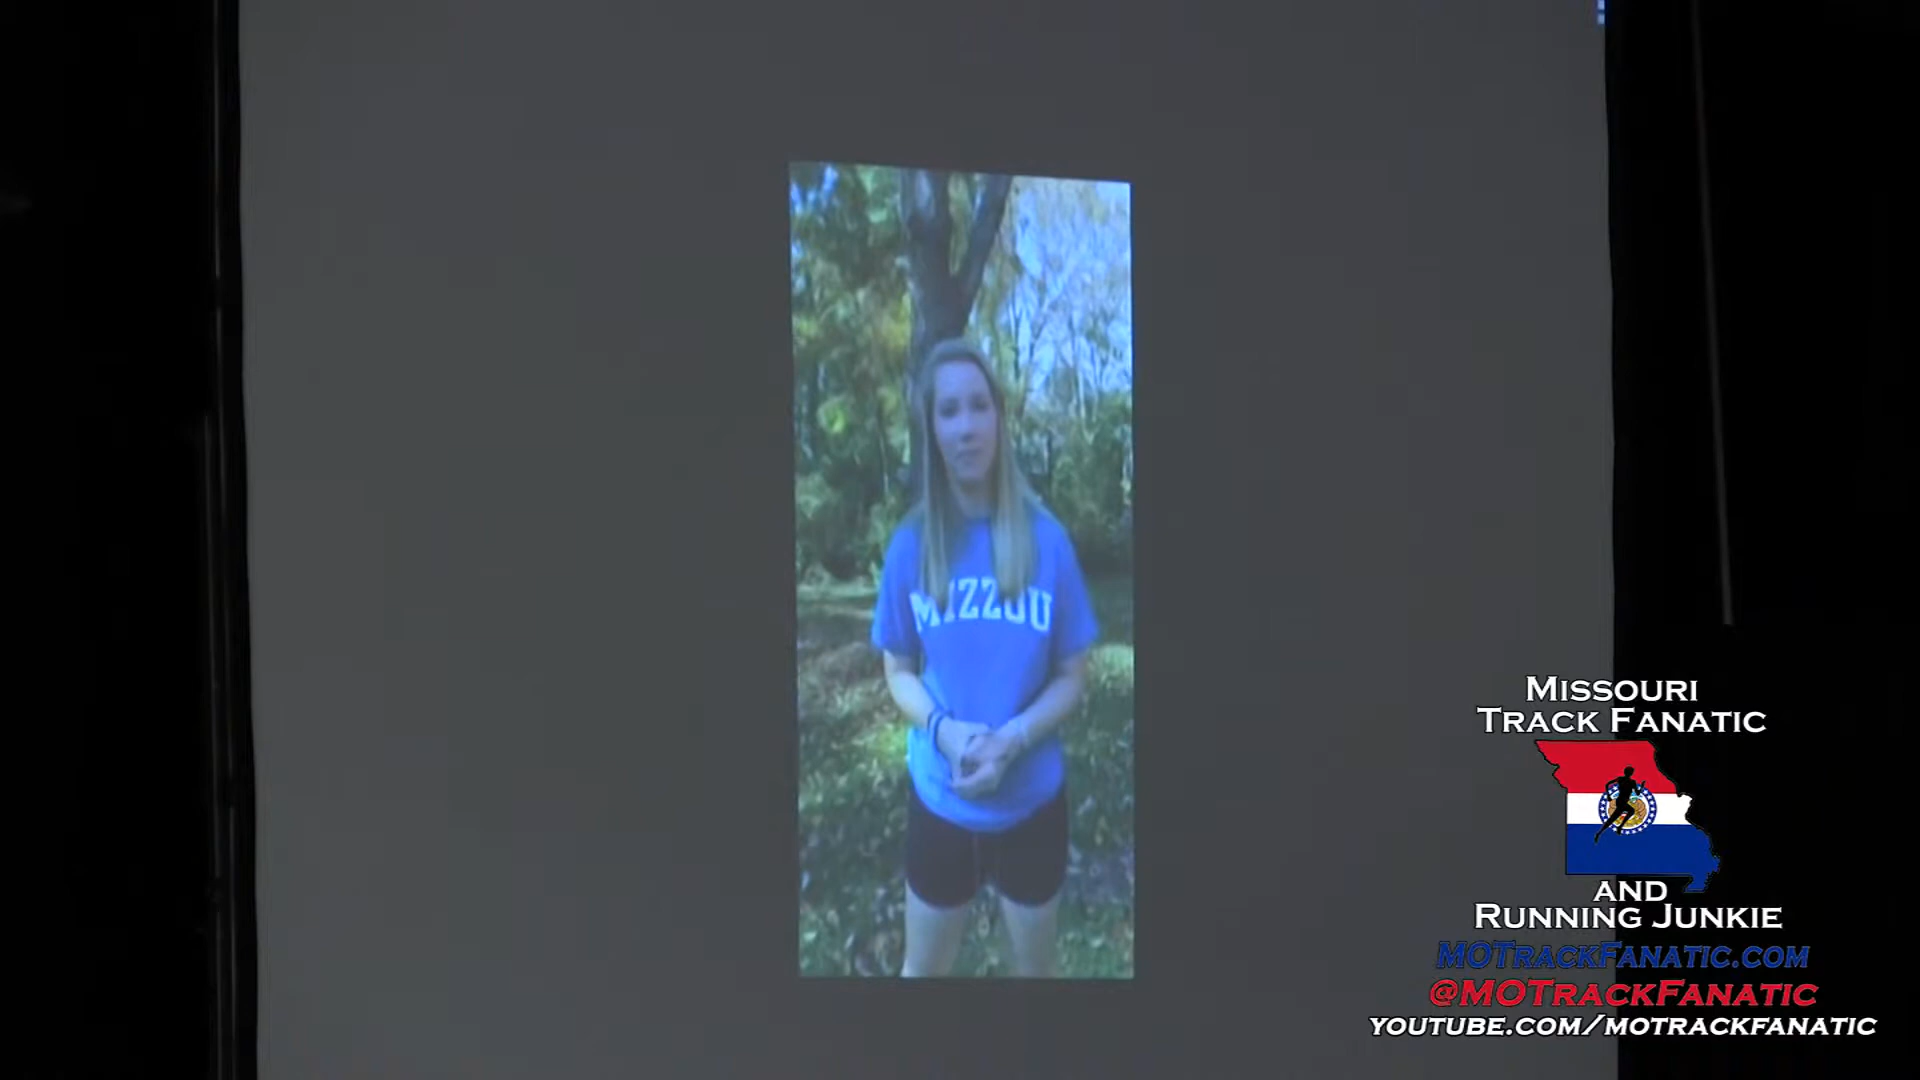 MIZZOU
MISSOURI
TRACK FANATIC
AND
RUNNING JUNKIE
MOTRACKFANATIC.COM
@MOTRACKFANATIC
YOUTUBE.COM/MOTRACKFANATIC